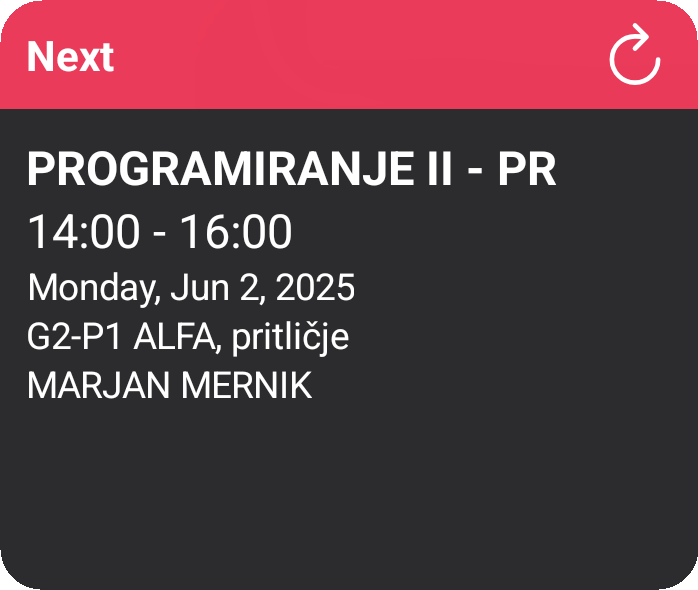 Next
PROGRAMIRANJE II - PR
14:00 - 16:00
Monday, Jun 2, 2025
G2-P1 ALFA, pritličje
MARJAN MERNIK